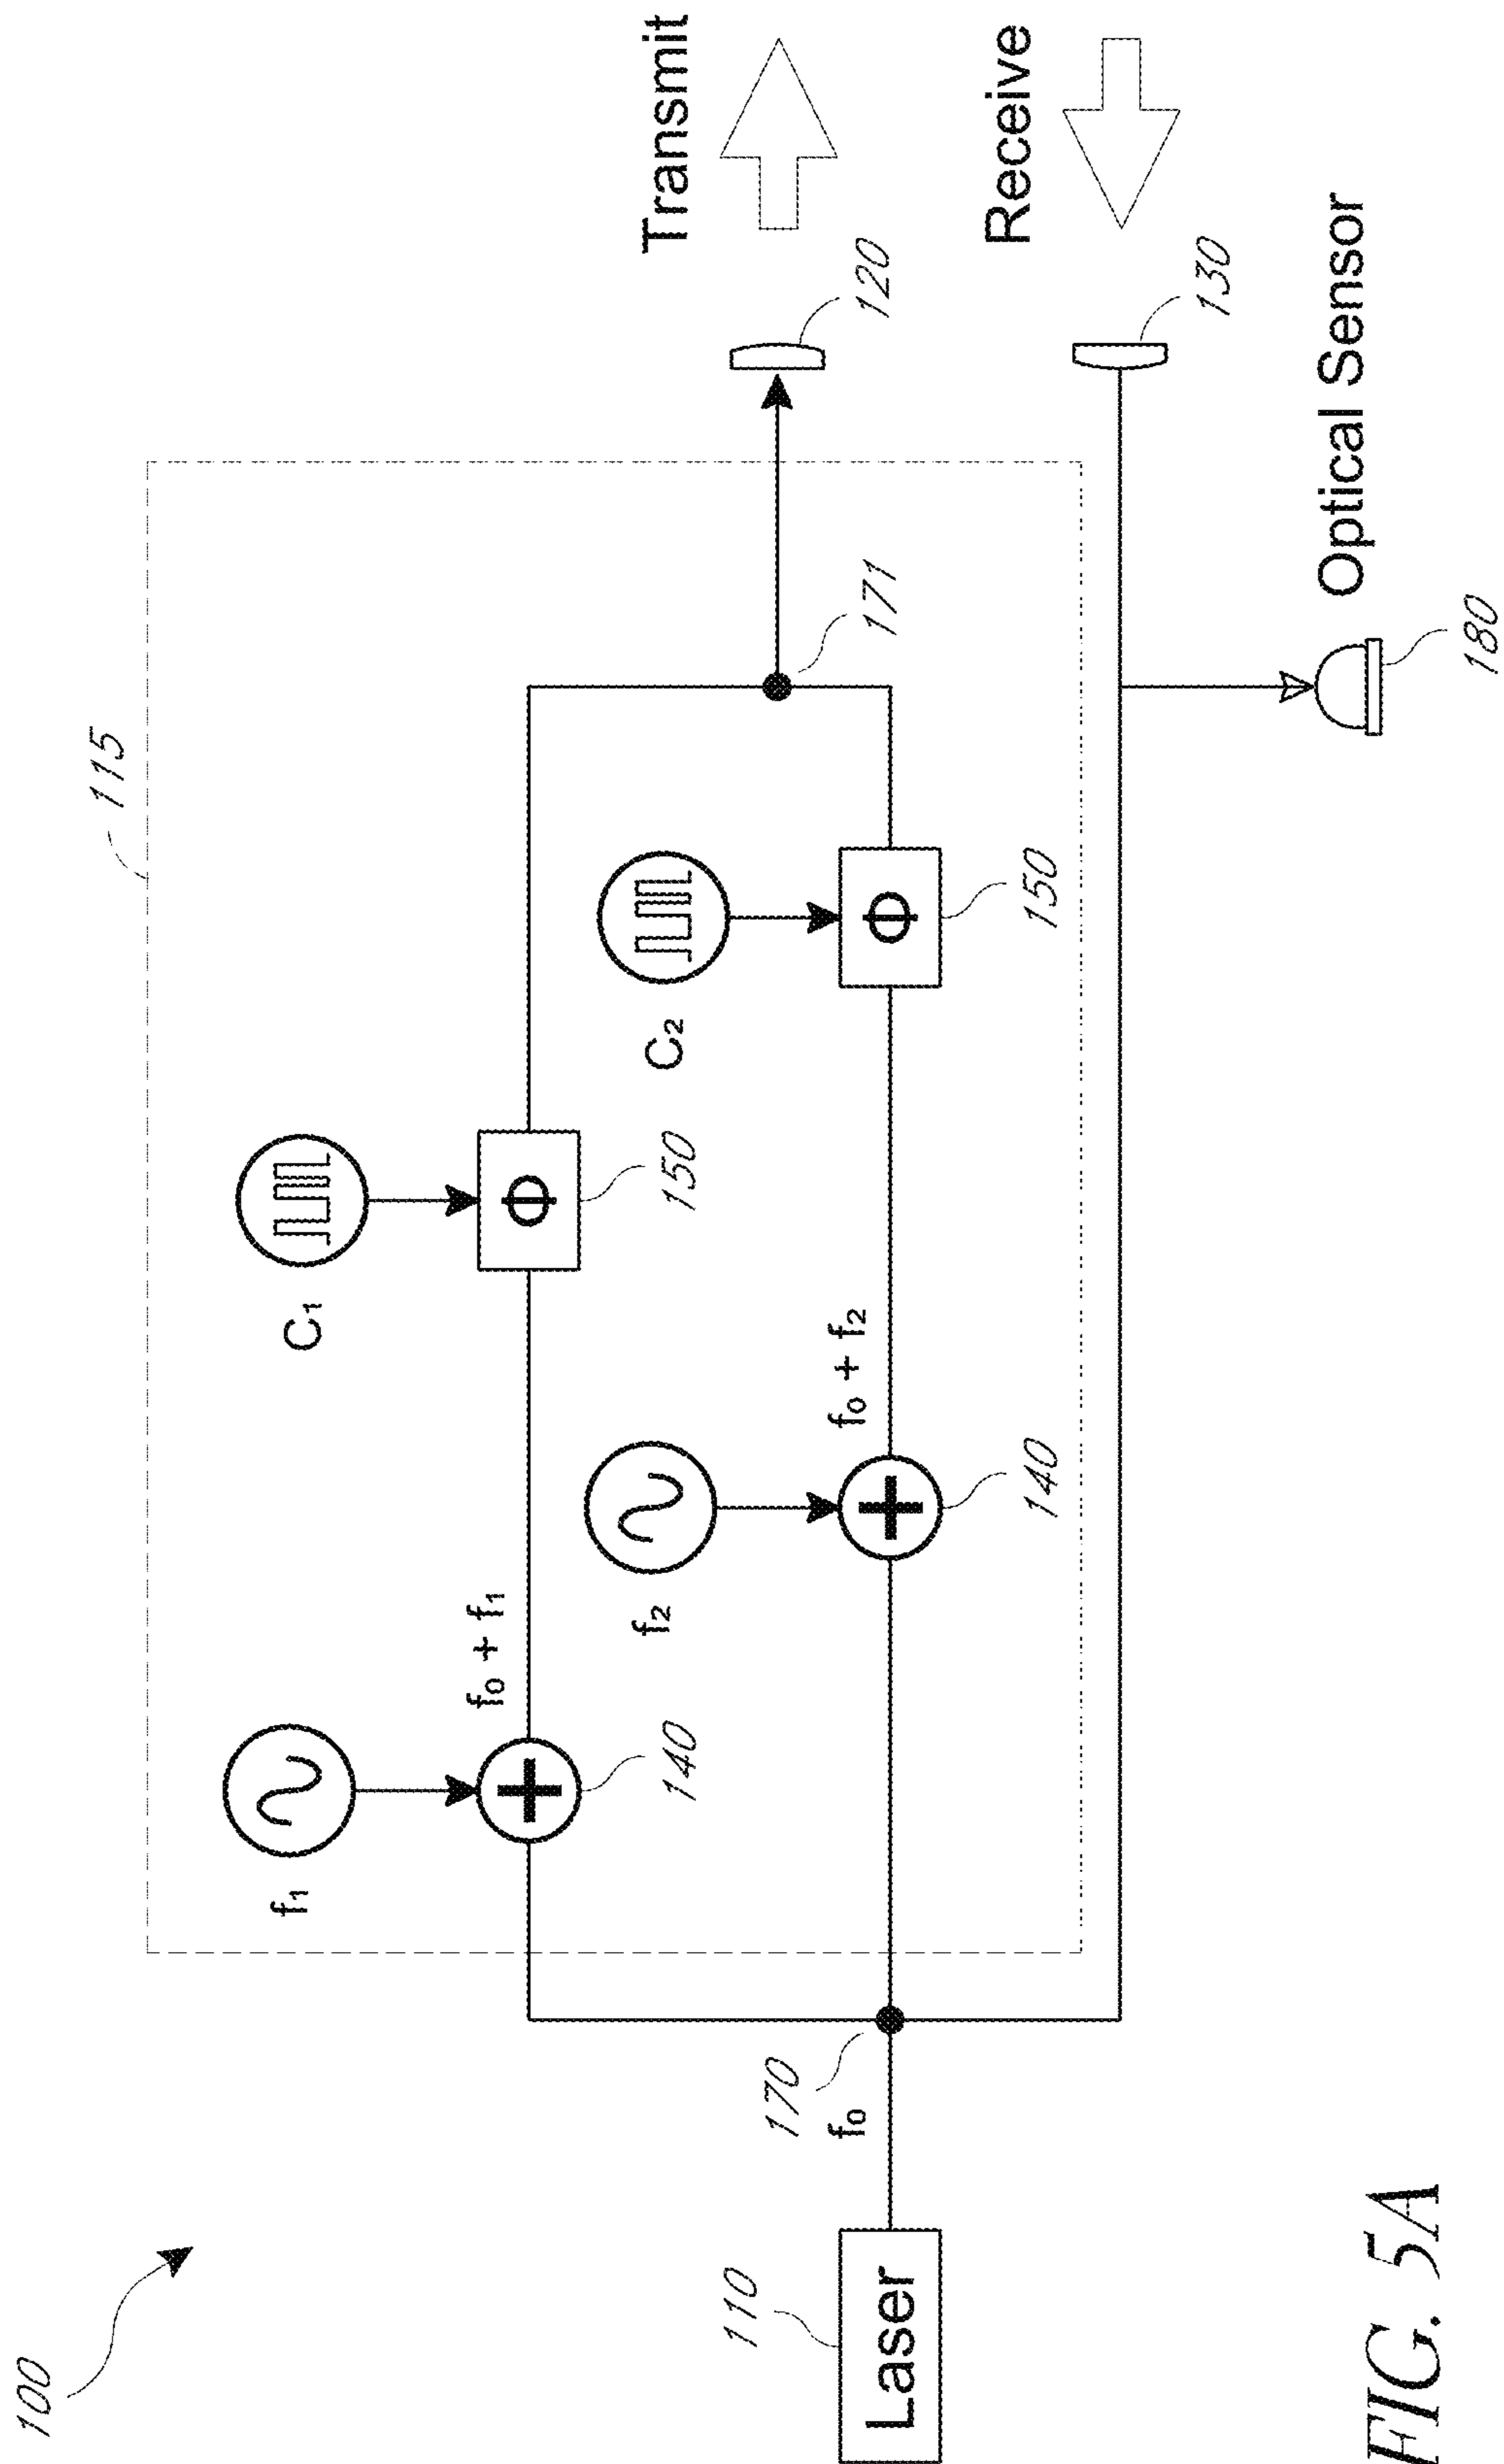 100
115
f₁
C₁
f₀ + f₁
140
150
f₂
C₂
f₀ + f₂
140
150
171
Transmit
120
Receive
130
110
Laser
170
f₀
Optical Sensor
180
FIG. 5A